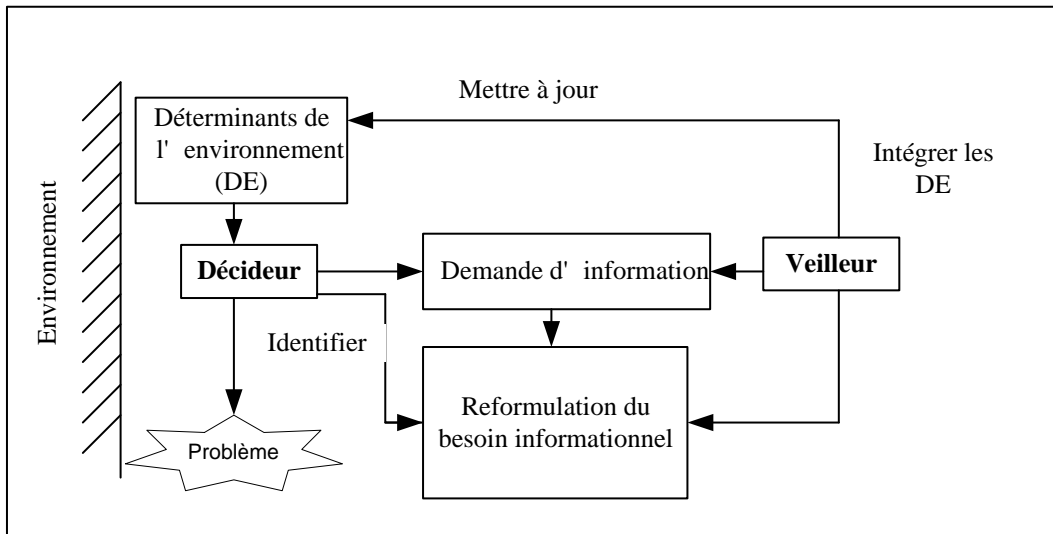 Mettre à jour
Déterminants de
l' environnement
(DE)
Intégrer les
DE
Environnement
Décideur
Demande d' information
Veilleur
Identifier
Reformulation du
besoin informationnel
Problème